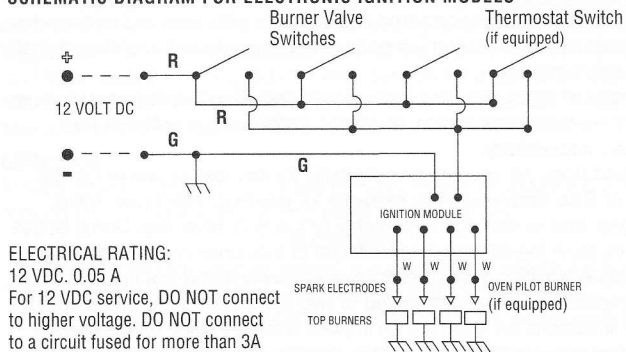 SCHEMATIC DIAGRAM FOR ELECTRONIC IGNITION MODELS
Burner Valve
Switches
Thermostat Switch
(if equipped)
+
R
12 VOLT DC
R
G
G
-
IGNITION MODULE
W W W W
SPARK ELECTRODES
OVEN PILOT BURNER
(if equipped)
TOP BURNERS
ELECTRICAL RATING:
12 VDC. 0.05 A
For 12 VDC service, DO NOT connect
to higher voltage. DO NOT connect
to a circuit fused for more than 3A